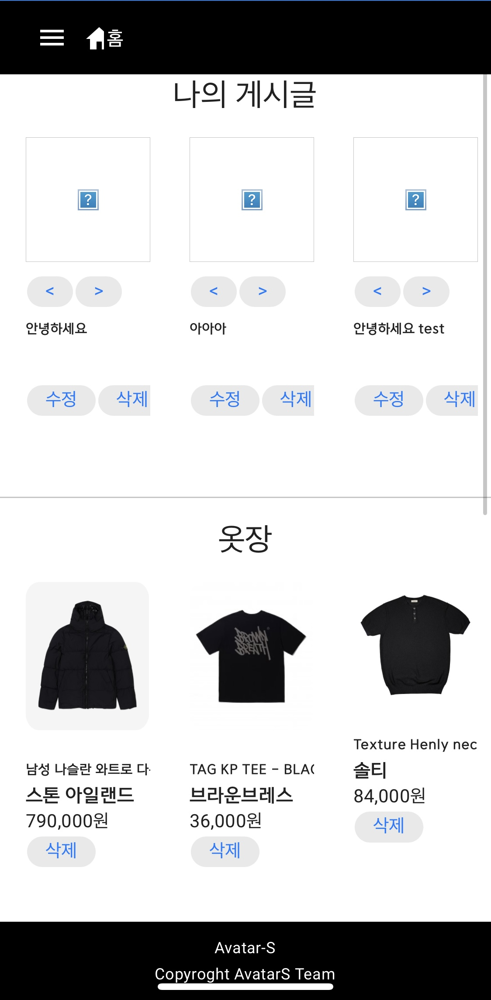 홈
나의 게시글
? ? ?
< > < > < >
안녕하세요 아아아 안녕하세요 test
수정 삭제 수정 삭제 수정 삭제
옷장
BROWN
BREATH
Texture Henly nec
남성 나슬란 와트로 다 TAG KP TEE - BLAC 솔티
스톤 아일랜드 브라운브레스 84,000원
790,000원 36,000원 삭제
삭제 삭제
Avatar-S
Copyroght AvatarS Team